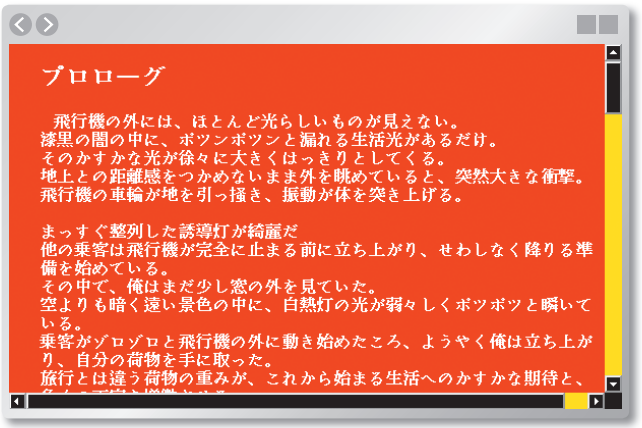 プロローグ
飛行機の外には、ほとんど光らしいものが見えない。
漆黒の闇の中に、ポツンポツンと漏れる生活光があるだけ。
そのかすかな光が徐々に大きくはっきりとしてくる。
地上との距離感をつかめないまま外を眺めていると、突然大きな衝撃。
飛行機の車輪が地を引っ掻き、振動が体を突き上げる。
まっすぐ整列した誘導灯が綺麗だ
他の乗客は飛行機が完全に止まる前に立ち上がり、せわしなく降りる準
備を始めている。
その中で、俺はまだ少し窓の外を見ていた。
空よりも暗く遠い景色の中に、白熱灯の光が弱々しくポツポツと瞬いて
いる。
乗客がゾロゾロと飛行機の外に動き始めたころ、ようやく俺は立ち上が
り、自分の荷物を手に取った。
旅行とは違う荷物の重みが、これから始まる生活へのかすかな期待と、